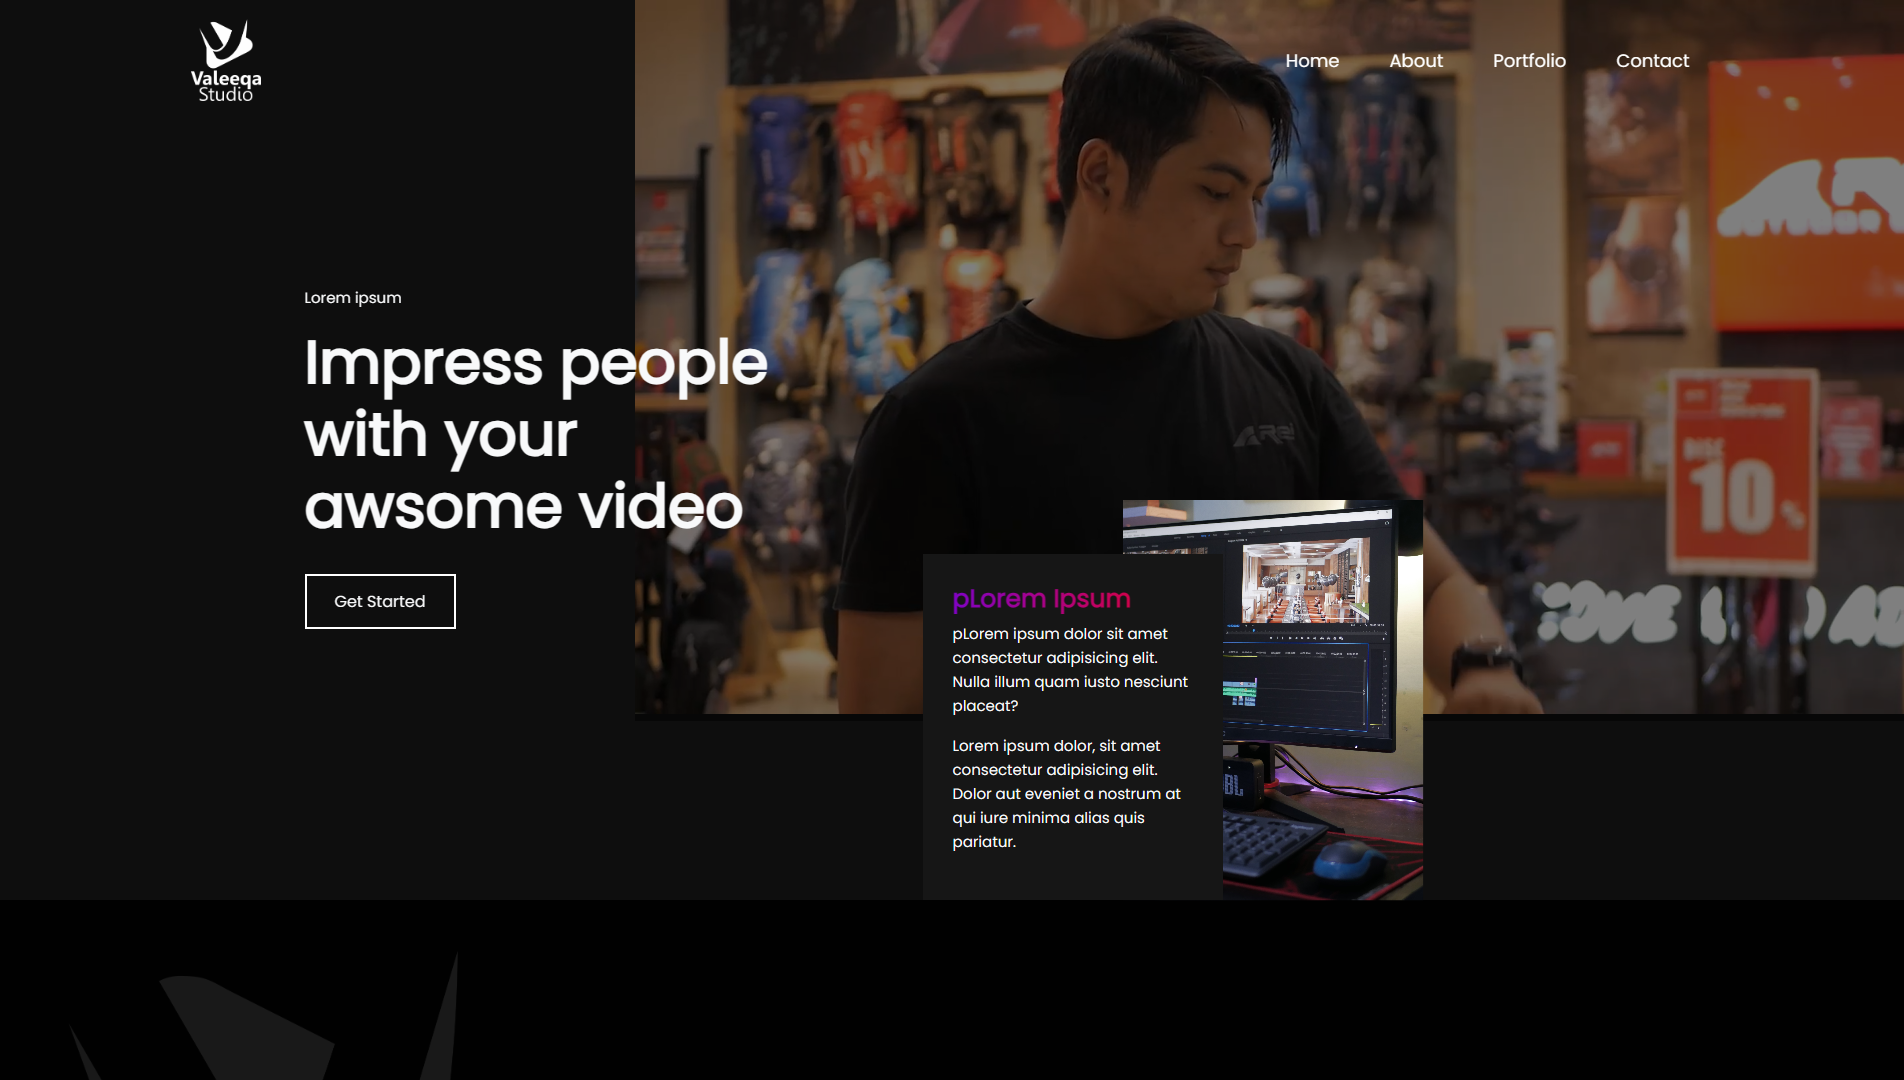 Valeeqa
Studio
Home
About
Portfolio
Contact
Lorem ipsum
Impress people
with your
awsome video
Get Started
DISC
10
%
pLorem Ipsum
pLorem ipsum dolor sit amet
consectetur adipisicing elit.
Nulla illum quam iusto nesciunt
placeat?
Lorem ipsum dolor, sit amet
consectetur adipisicing elit.
Dolor aut eveniet a nostrum at
qui iure minima alias quis
pariatur.